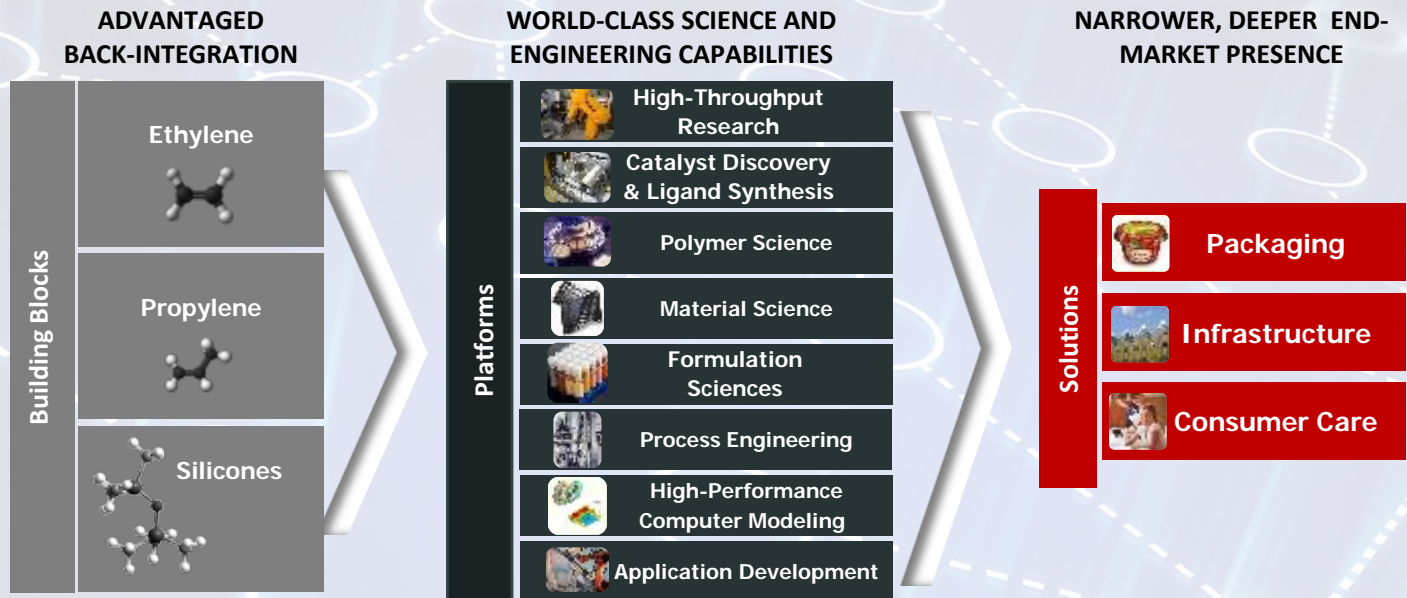 ADVANTAGED
BACK-INTEGRATION
Building Blocks
Ethylene
Propylene
Silicones
WORLD-CLASS SCIENCE AND
ENGINEERING CAPABILITIES
Platforms
High-Throughput
Research
Catalyst Discovery
& Ligand Synthesis
Polymer Science
Material Science
Formulation
Sciences
Process Engineering
High-Performance
Computer Modeling
Application Development
NARROWER, DEEPER END-
MARKET PRESENCE
Solutions
Packaging
Infrastructure
Consumer Care